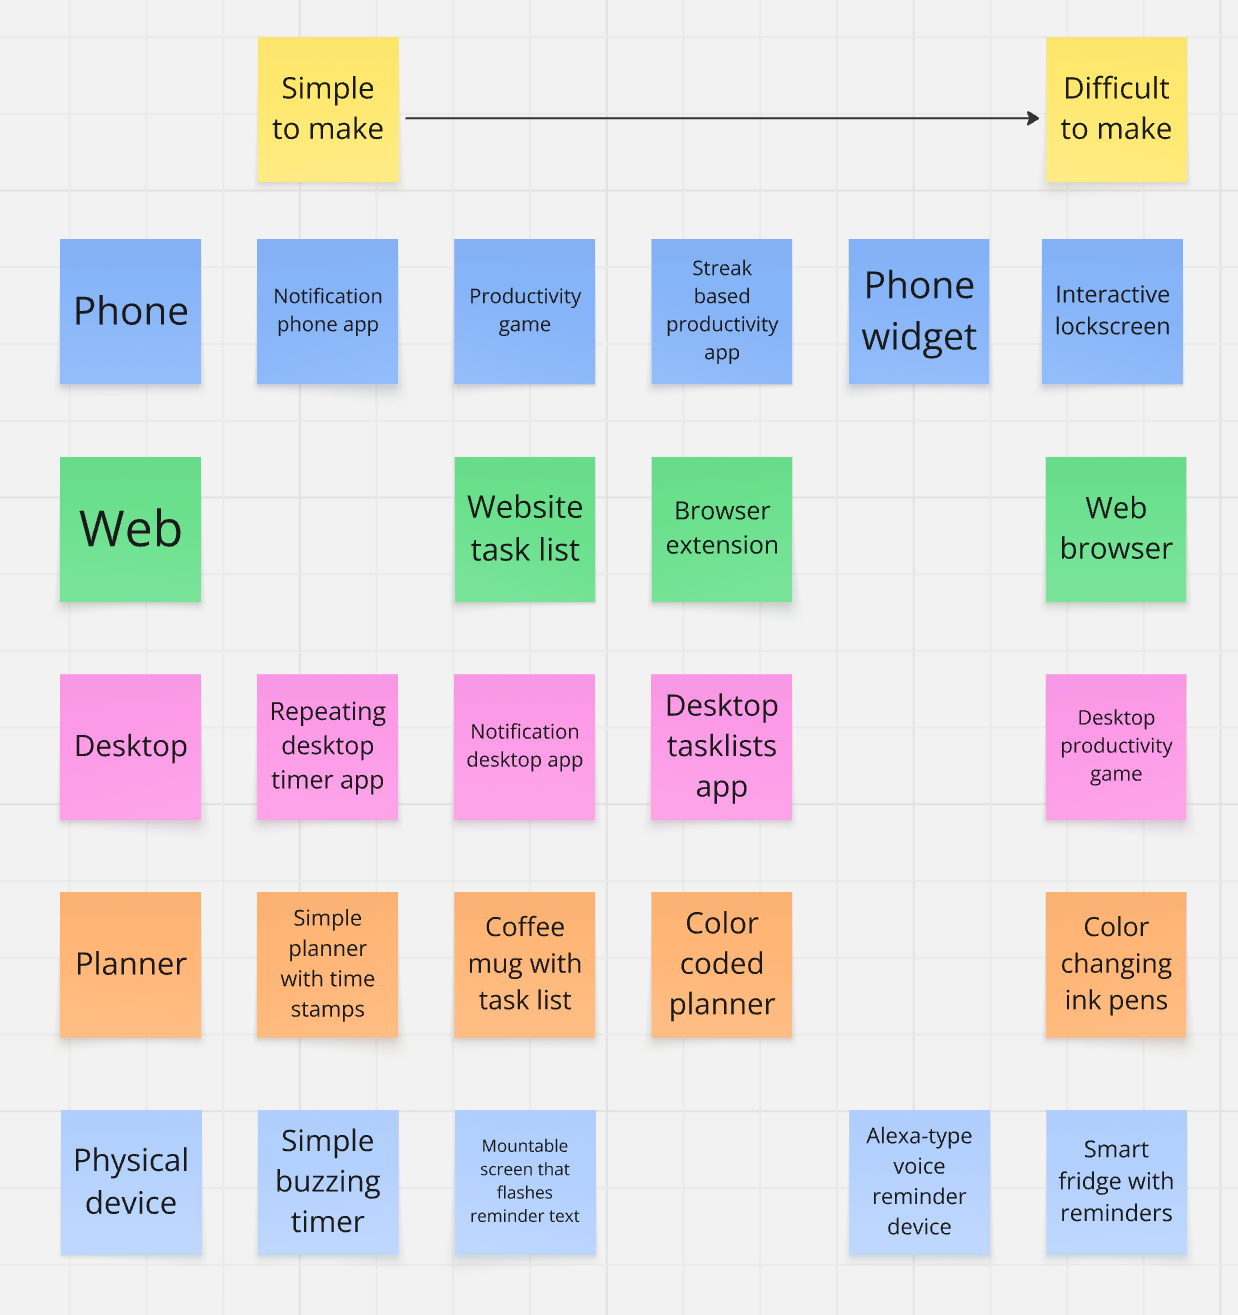 Simple
to make
Difficult
to make
Phone
Notification
phone app
Productivity
game
Streak
based
productivity
app
Phone
widget
Interactive
lockscreen
Web
Website
task list
Browser
extension
Web
browser
Desktop
Repeating
desktop
timer app
Notification
desktop app
Desktop
tasklists
app
Desktop
productivity
game
Planner
Simple
planner
with time
stamps
Coffee
mug with
task list
Color
coded
planner
Color
changing
ink pens
Physical
device
Simple
buzzing
timer
Mountable
screen that
flashes
reminder text
Alexa-type
voice
reminder
device
Smart
fridge with
reminders